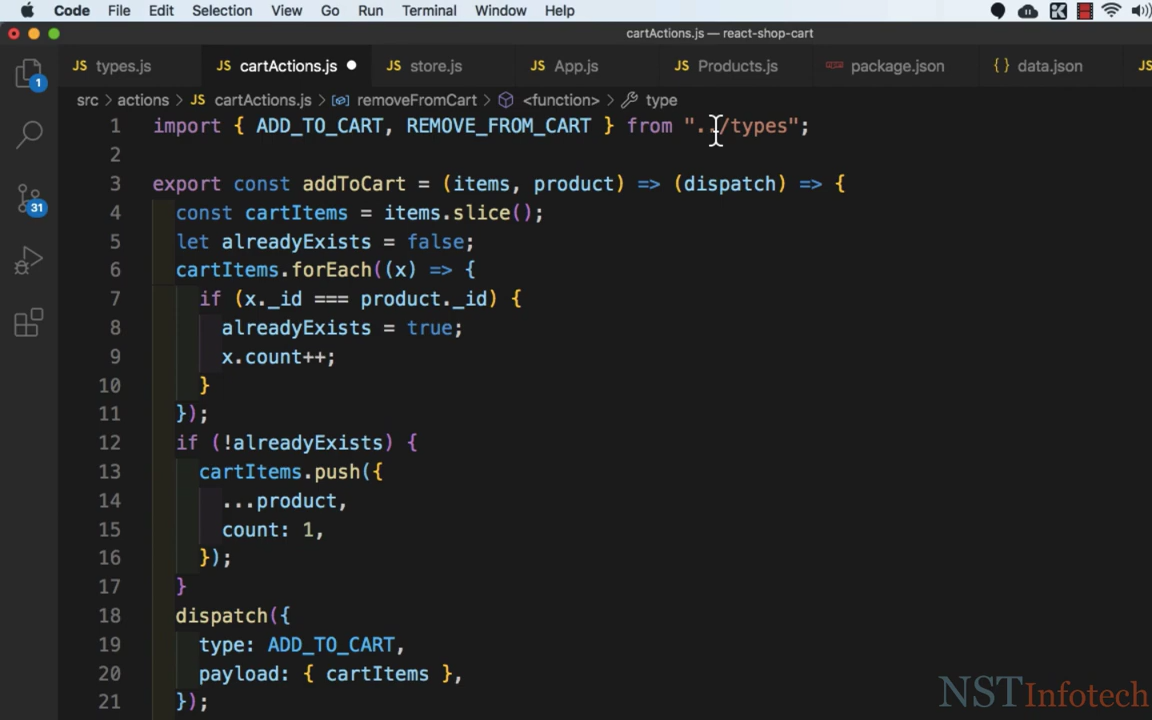 Code File Edit Selection View Go Run Terminal Window Help
cartActions.js — react-shop-cart
JS types.js JS cartActions.js JS store.js JS App.js JS Products.js package.json {} data.json JS
src > actions > JS cartActions.js > removeFromCart > <function> > type
1 import { ADD_TO_CART, REMOVE_FROM_CART } from "../types";
2
3 export const addToCart = (items, product) => (dispatch) => {
4 const cartItems = items.slice();
5 let alreadyExists = false;
6 cartItems.forEach((x) => {
7 if (x._id === product._id) {
8 alreadyExists = true;
9 x.count++;
10 }
11 });
12 if (!alreadyExists) {
13 cartItems.push({
14 ...product,
15 count: 1,
16 });
17 }
18 dispatch({
19 type: ADD_TO_CART,
20 payload: { cartItems },
21 });
1
31
NSTInfotech